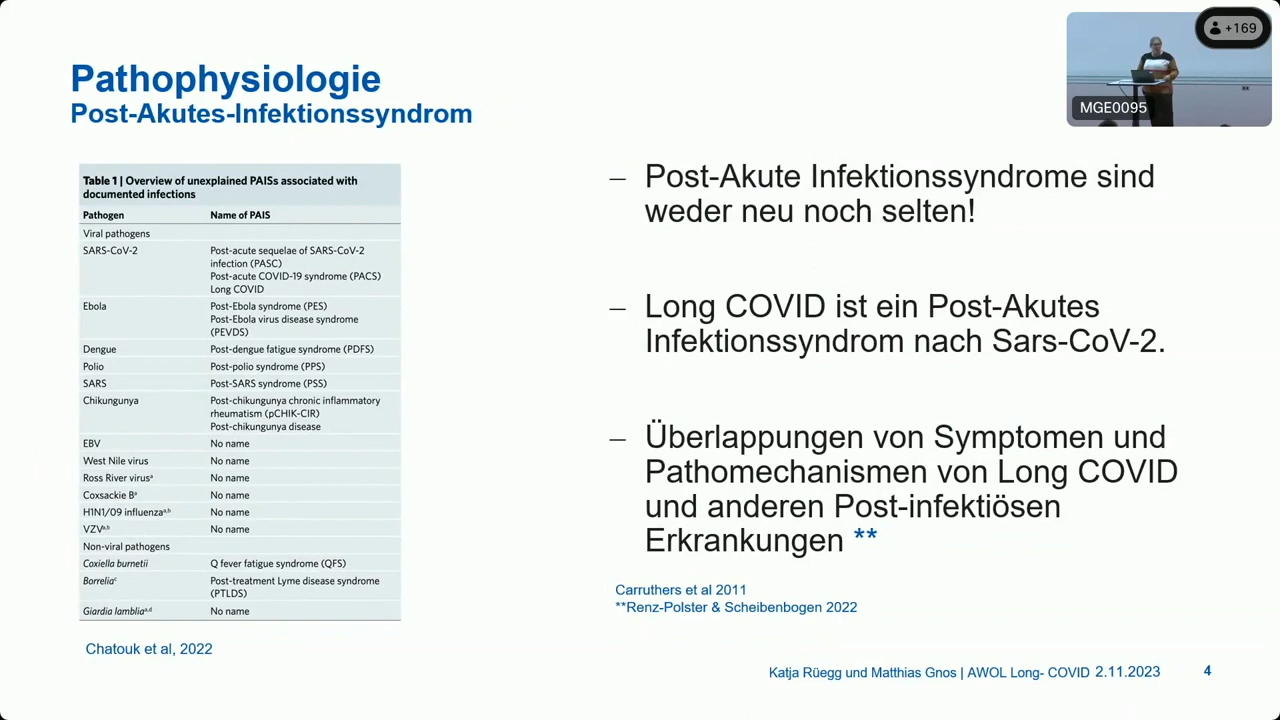 Pathophysiologie
Post-Akutes-Infektionssyndrom
+169
MGE0095
Table 1 | Overview of unexplained PAISs associated with
documented infections
Pathogen Name of PAIS
Viral pathogens
SARS-CoV-2 Post-acute sequelae of SARS-CoV-2
infection (PASC)
Post-acute COVID-19 syndrome (PACS)
Long COVID
Ebola Post-Ebola syndrome (PES)
Post-Ebola virus disease syndrome
(PEVDS)
Dengue Post-dengue fatigue syndrome (PDFS)
Polio Post-polio syndrome (PPS)
SARS Post-SARS syndrome (PSS)
Chikungunya Post-chikungunya chronic inflammatory
rheumatism (pCHIK-CIR)
Post-chikungunya disease
EBV No name
West Nile virus No name
Ross River virusᵃ No name
Coxsackie Bᵃ No name
H1N1/09 influenzaᵃ,ᵇ No name
VZVᵃ,ᵇ No name
Non-viral pathogens
Coxiella burnetii Q fever fatigue syndrome (QFS)
Borreliaᶜ Post-treatment Lyme disease syndrome
(PTLDS)
Giardia lambliaᵃ,ᵈ No name
Chatouk et al, 2022
– Post-Akute Infektionssyndrome sind
weder neu noch selten!
– Long COVID ist ein Post-Akutes
Infektionssyndrom nach Sars-CoV-2.
– Überlappungen von Symptomen und
Pathomechanismen von Long COVID
und anderen Post-infektiösen
Erkrankungen **
Carruthers et al 2011
**Renz-Polster & Scheibenbogen 2022
Katja Rüegg und Matthias Gnos | AWOL Long- COVID 2.11.2023 4